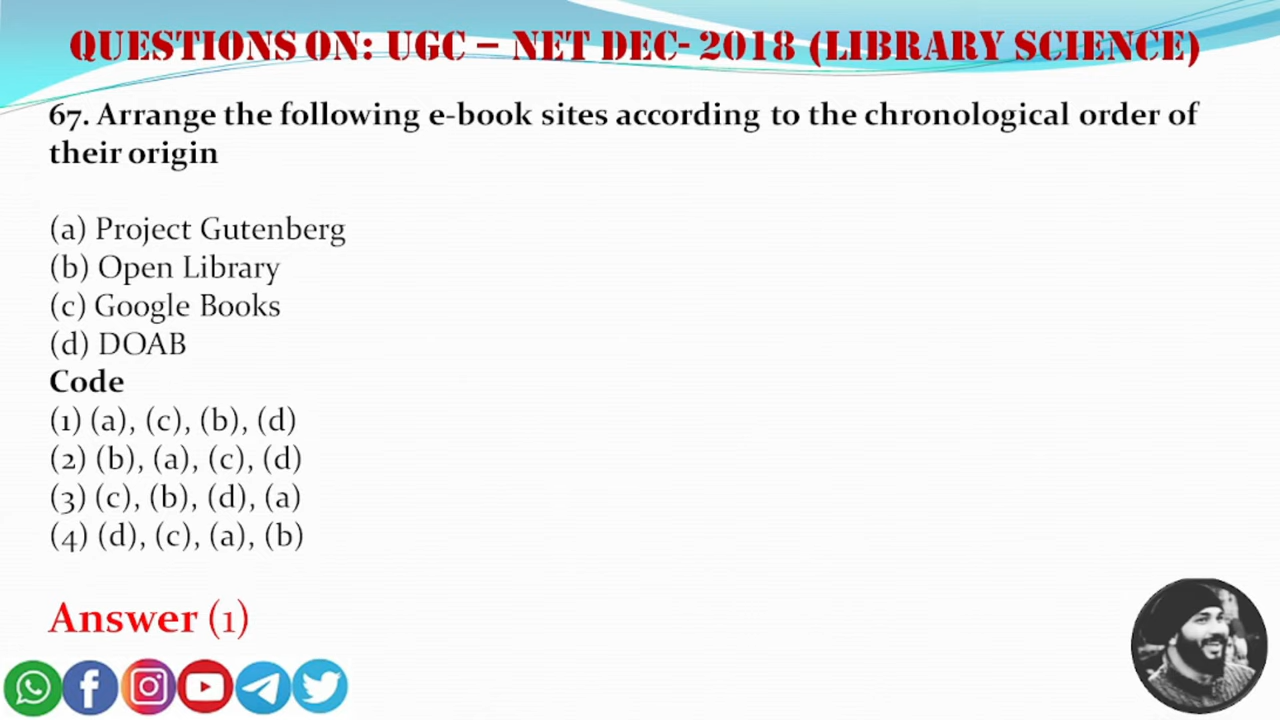 QUESTIONS ON: UGC – NET DEC- 2018 (LIBRARY SCIENCE)
67. Arrange the following e-book sites according to the chronological order of
their origin
(a) Project Gutenberg
(b) Open Library
(c) Google Books
(d) DOAB
Code
(1) (a), (c), (b), (d)
(2) (b), (a), (c), (d)
(3) (c), (b), (d), (a)
(4) (d), (c), (a), (b)
Answer (1)